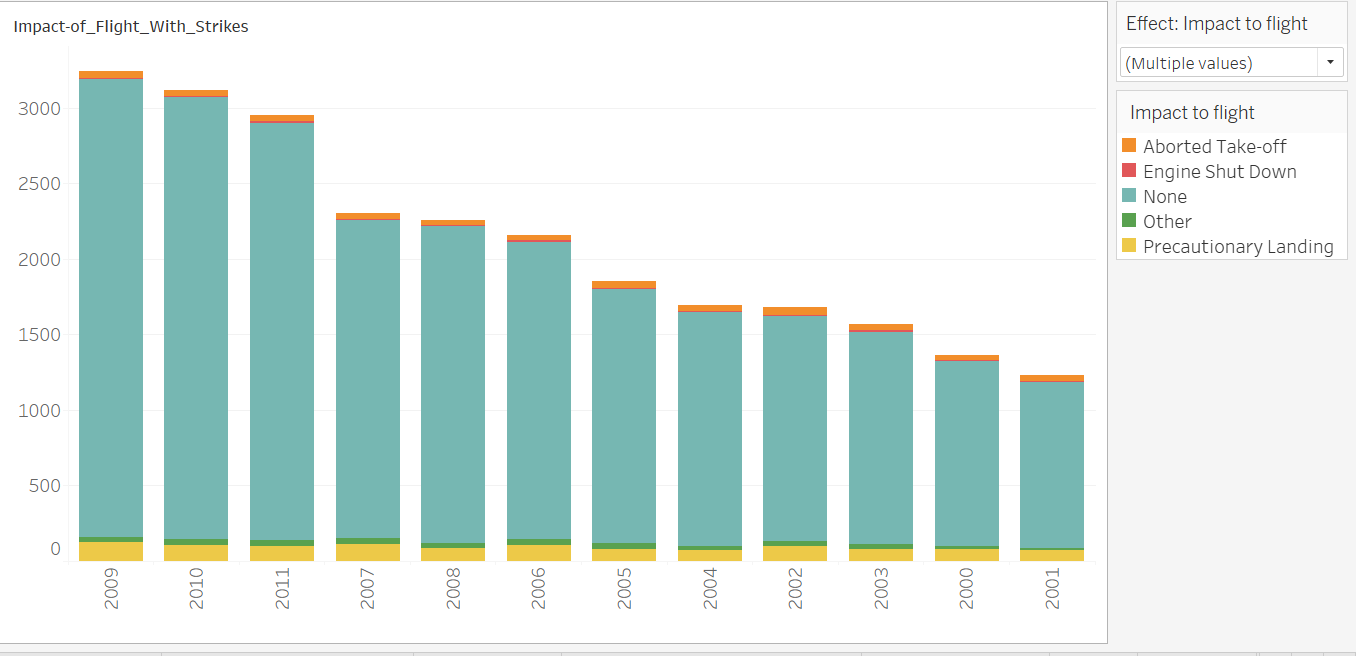 Impact-of_Flight_With_Strikes
3000
2500
2000
1500
1000
500
0
2009
2010
2011
2007
2008
2006
2005
2004
2002
2003
2000
2001
Effect: Impact to flight
(Multiple values)
Impact to flight
Aborted Take-off
Engine Shut Down
None
Other
Precautionary Landing